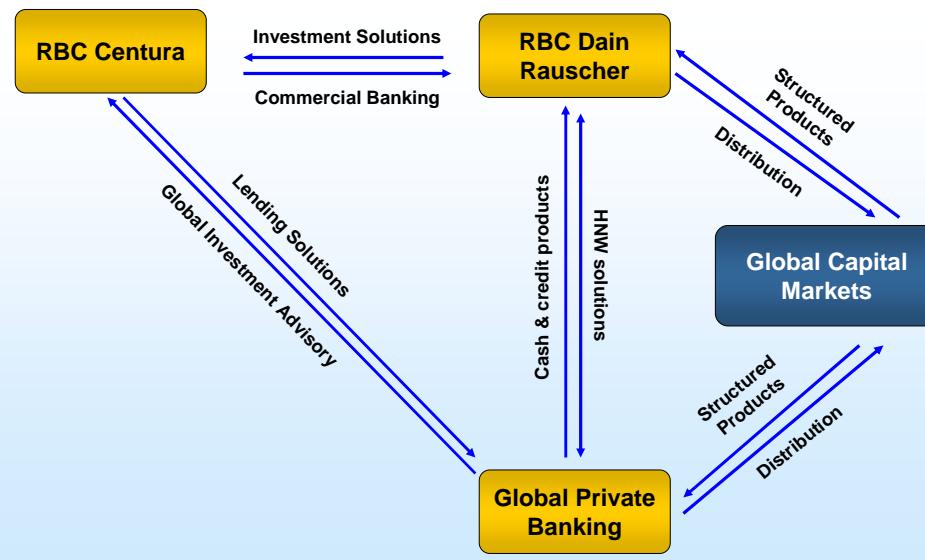 RBC Centura
Investment Solutions
Commercial Banking
RBC Dain
Rauscher
Structured
Products
Distribution
Lending Solutions
Global Investment Advisory
Cash & credit products
HNW solutions
Global Capital
Markets
Structured
Products
Distribution
Global Private
Banking